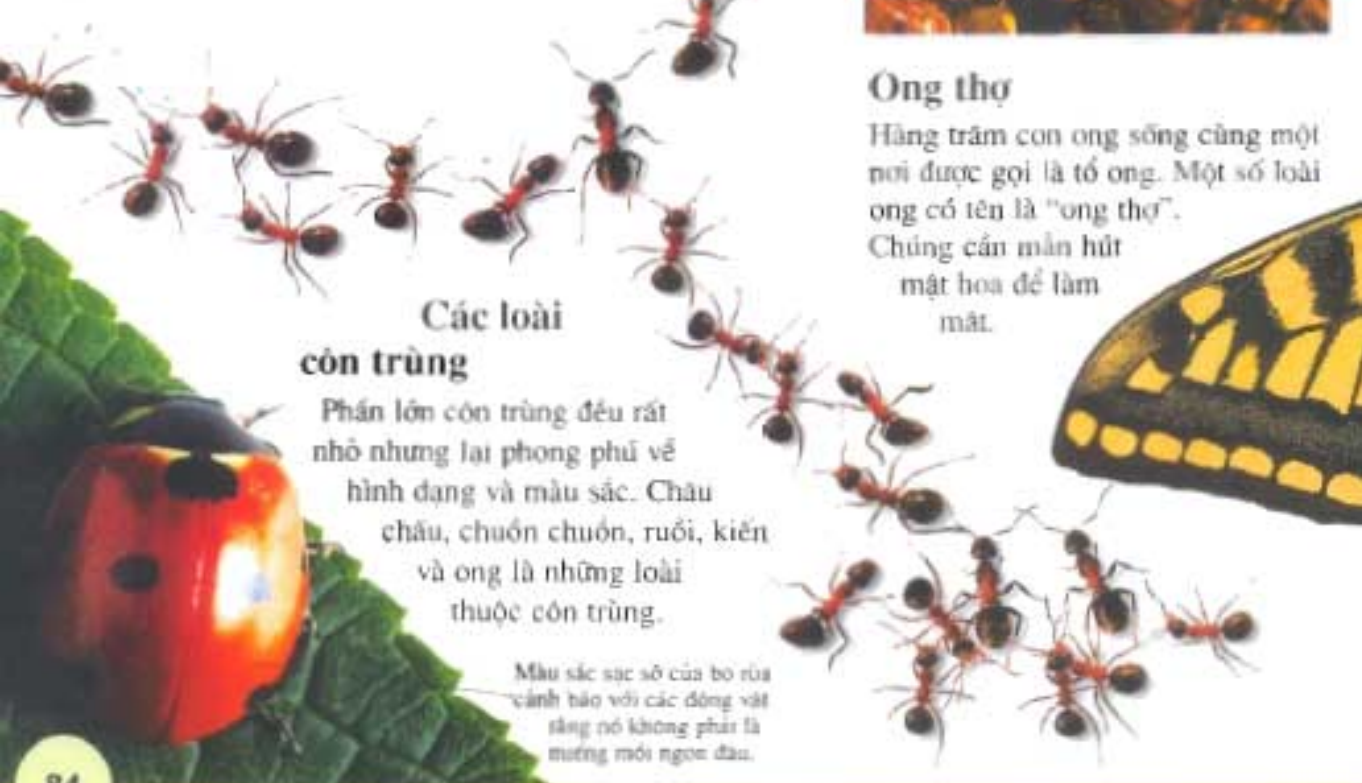 Ong thợ
Hàng trăm con ong sống cùng một
nơi được gọi là tổ ong. Một số loài
ong có tên là “ong thợ”.
Chúng cần mẫn hút
mật hoa để làm
mật.
Các loài
côn trùng
Phần lớn côn trùng đều rất
nhỏ nhưng lại phong phú về
hình dạng và màu sắc. Châu
chấu, chuồn chuồn, ruồi, kiến
và ong là những loài
thuộc côn trùng.
Màu sắc sặc sỡ của bọ rùa
cảnh báo với các động vật
rằng nó không phải là
miếng mồi ngon đâu.
84